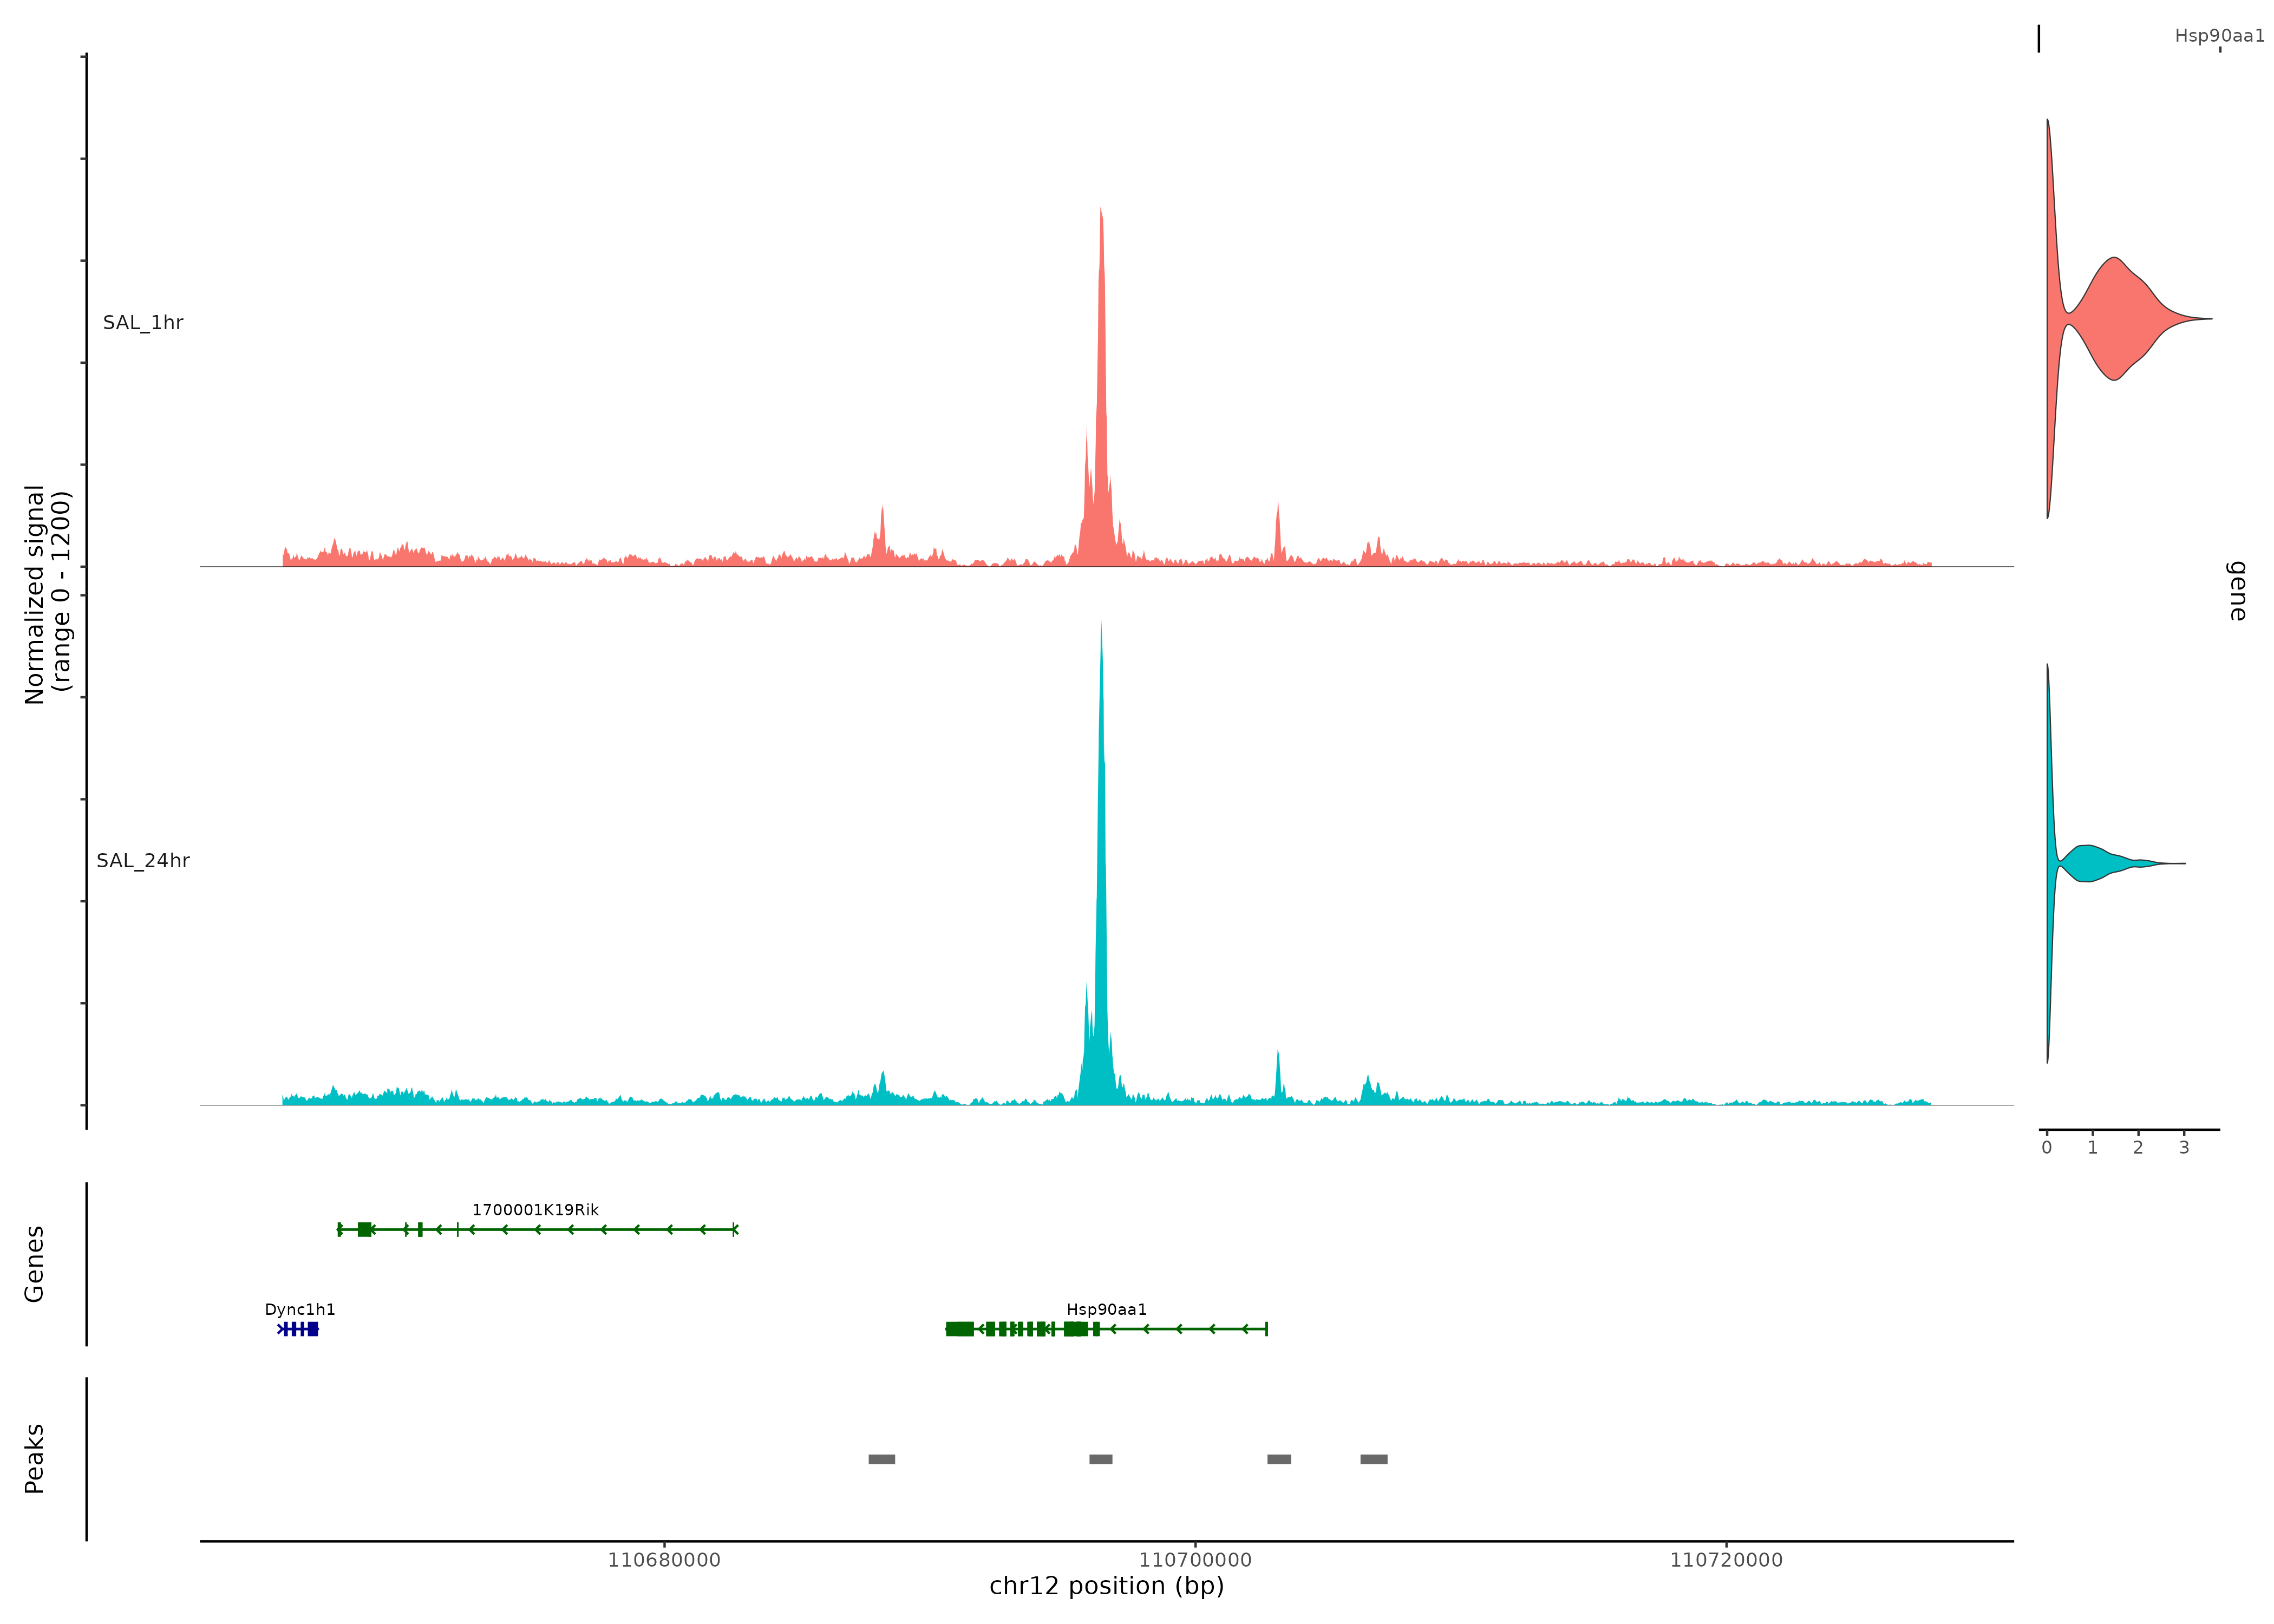 Hsp90aa1
SAL_1hr
Normalized signal
(range 0 - 1200)
gene
SAL_24hr
0 1 2 3
Genes
1700001K19Rik
Dync1h1
Hsp90aa1
Peaks
110680000 110700000 110720000
chr12 position (bp)